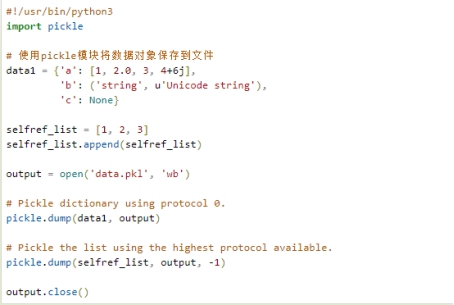 #!/usr/bin/python3
import pickle
# 使用pickle模块将数据对象保存到文件
data1 = {'a': [1, 2.0, 3, 4+6j],
'b': ('string', u'Unicode string'),
'c': None}
selfref_list = [1, 2, 3]
selfref_list.append(selfref_list)
output = open('data.pkl', 'wb')
# Pickle dictionary using protocol 0.
pickle.dump(data1, output)
# Pickle the list using the highest protocol available.
pickle.dump(selfref_list, output, -1)
output.close()